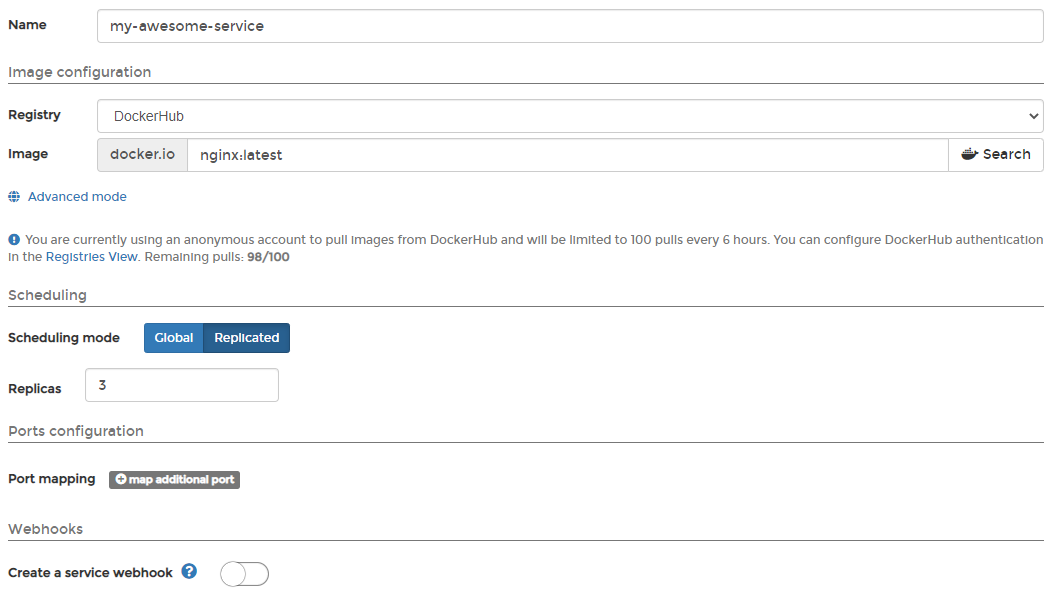 Name my-awesome-service
Image configuration
Registry DockerHub
Image docker.io nginx:latest Search
Advanced mode
You are currently using an anonymous account to pull images from DockerHub and will be limited to 100 pulls every 6 hours. You can configure DockerHub authentication
in the Registries View. Remaining pulls: 98/100
Scheduling
Scheduling mode Global Replicated
Replicas 3
Ports configuration
Port mapping map additional port
Webhooks
Create a service webhook ?